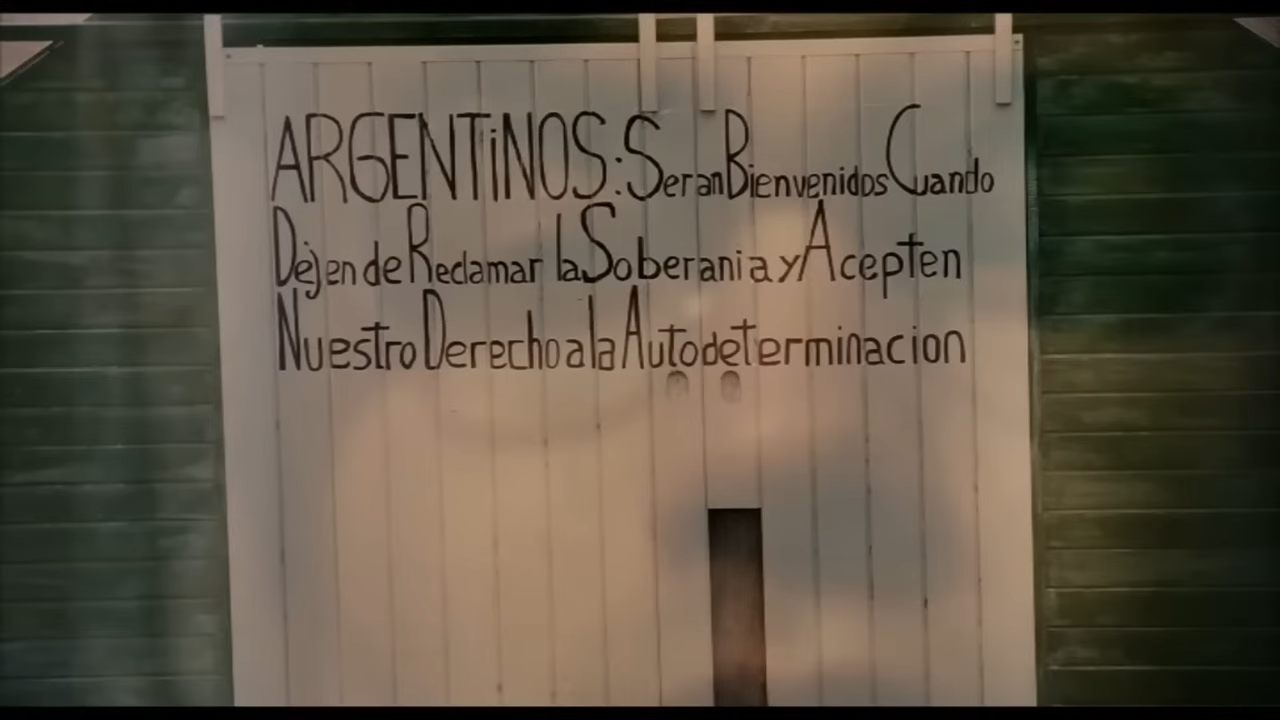 ARGENTiNOS: Seran Bienvenidos Cuando
Dejen de Reclamar la Soberania y Acepten
Nuestro Derecho a la Autodeterminacion